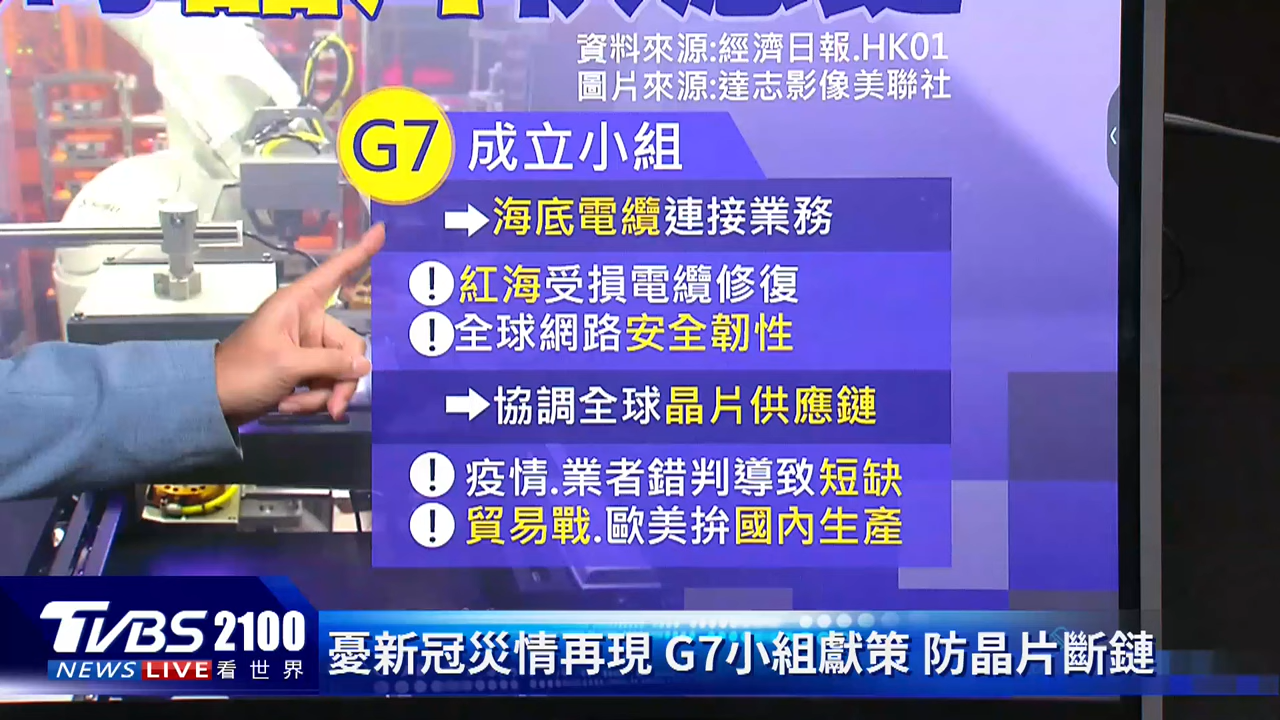 資料來源:經濟日報.HK01
圖片來源:達志影像美聯社
G7 成立小組
➡海底電纜連接業務
! 紅海受損電纜修復
! 全球網路安全韌性
➡協調全球晶片供應鏈
! 疫情.業者錯判導致短缺
! 貿易戰.歐美拚國內生產
TVBS 2100
NEWS LIVE 看世界
憂新冠災情再現 G7小組獻策 防晶片斷鏈